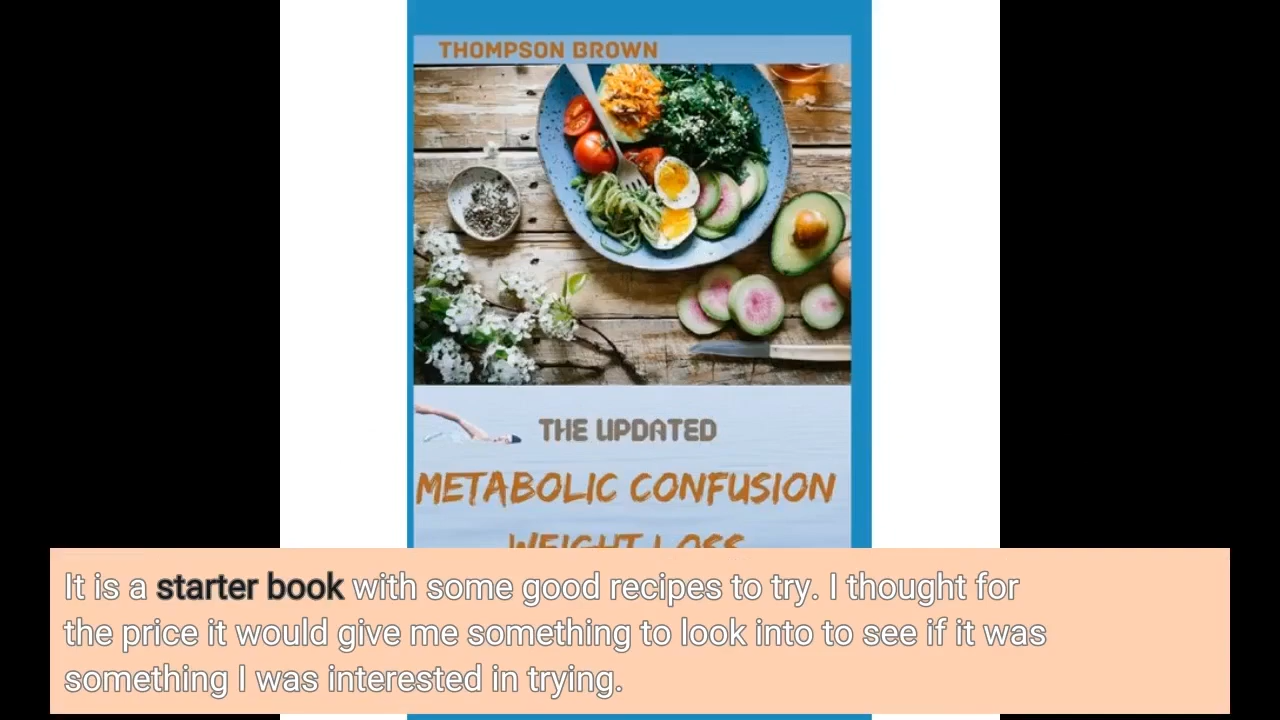 THOMPSON BROWN
THE UPDATED
METABOLIC CONFUSION
WEIGHT LOSS
It is a starter book with some good recipes to try. I thought for
the price it would give me something to look into to see if it was
something I was interested in trying.